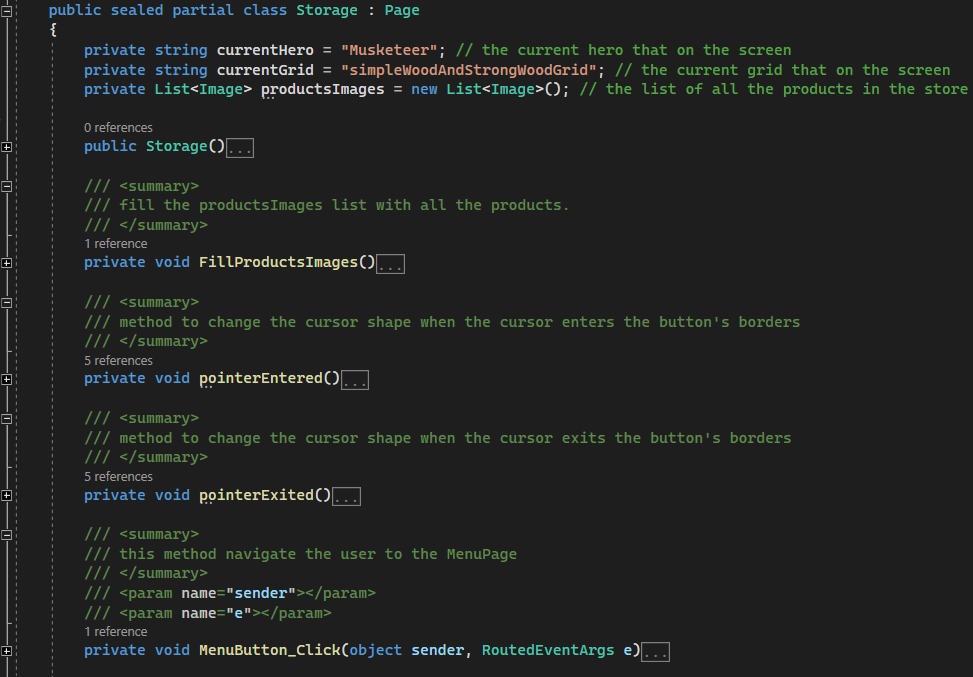 public sealed partial class Storage : Page
{
private string currentHero = "Musketeer"; // the current hero that on the screen
private string currentGrid = "simpleWoodAndStrongWoodGrid"; // the current grid that on the screen
private List<Image> productsImages = new List<Image>(); // the list of all the products in the store
0 references
public Storage()...
/// <summary>
/// fill the productsImages list with all the products.
/// </summary>
1 reference
private void FillProductsImages()...
/// <summary>
/// method to change the cursor shape when the cursor enters the button's borders
/// </summary>
5 references
private void pointerEntered()...
/// <summary>
/// method to change the cursor shape when the cursor exits the button's borders
/// </summary>
5 references
private void pointerExited()...
/// <summary>
/// this method navigate the user to the MenuPage
/// </summary>
/// <param name="sender"></param>
/// <param name="e"></param>
1 reference
private void MenuButton_Click(object sender, RoutedEventArgs e)...